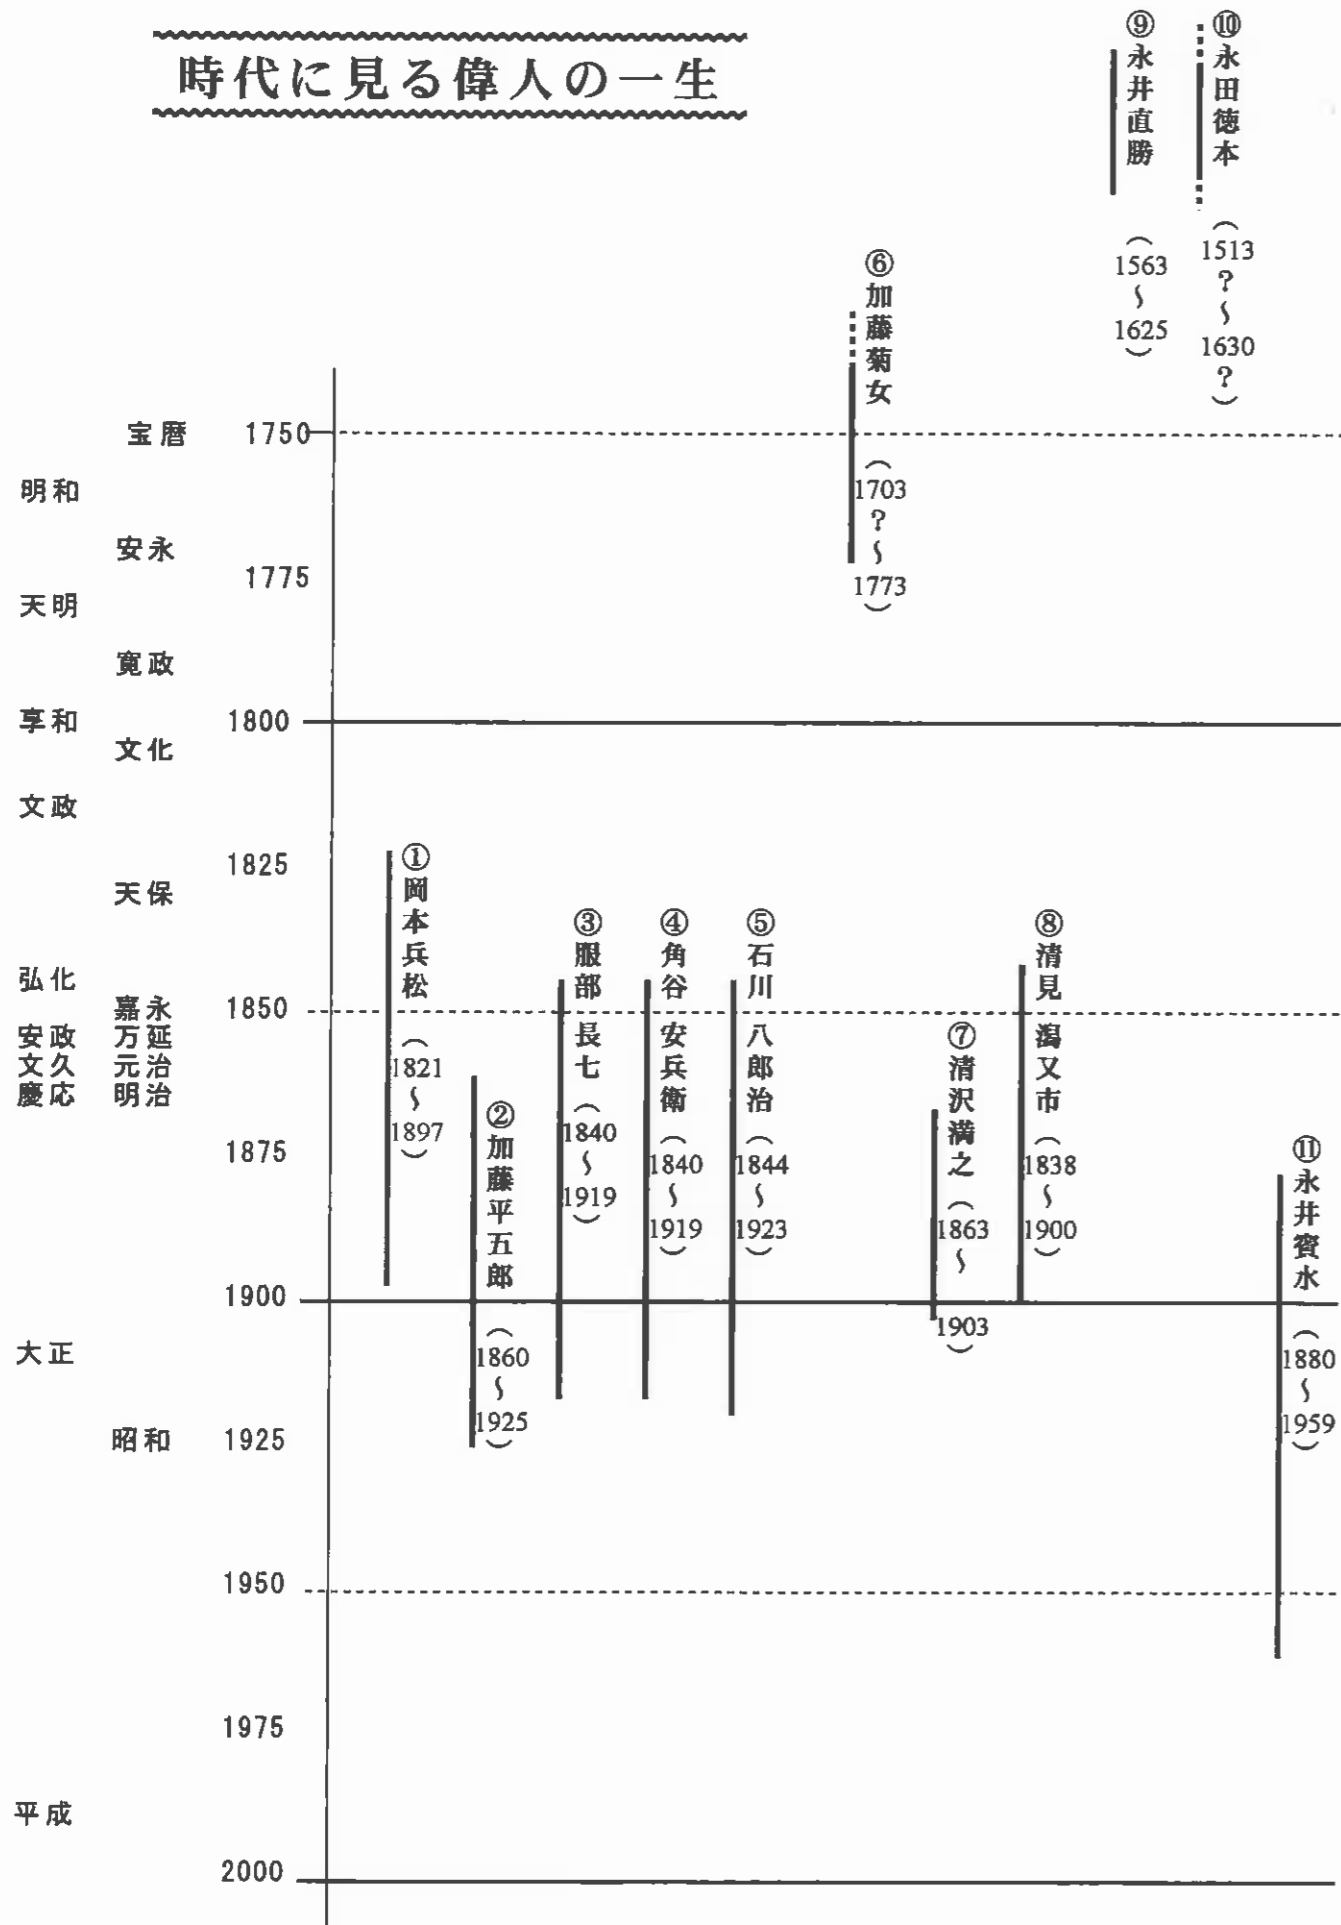 時代に見る偉人の一生
⑨永井直勝（1563～1625）
⑩永田徳本（1513?～1630?）
⑥加藤菊女（1703?～1773）
宝暦 1750
明和
安永
1775
天明
寛政
享和 1800
文化
文政
1825
天保
弘化
嘉永 1850
安政 万延
文久 元治
慶応 明治
1875
1900
大正
昭和 1925
1950
1975
平成
2000
①岡本兵松（1821～1897）
②加藤平五郎（1860～1925）
③服部 長七（1840～1919）
④角谷 安兵衛（1840～1919）
⑤石川 八郎治（1844～1923）
⑦清沢満之（1863～1903）
⑧清見 潟又市（1838～1900）
⑪永井賓水（1880～1959）